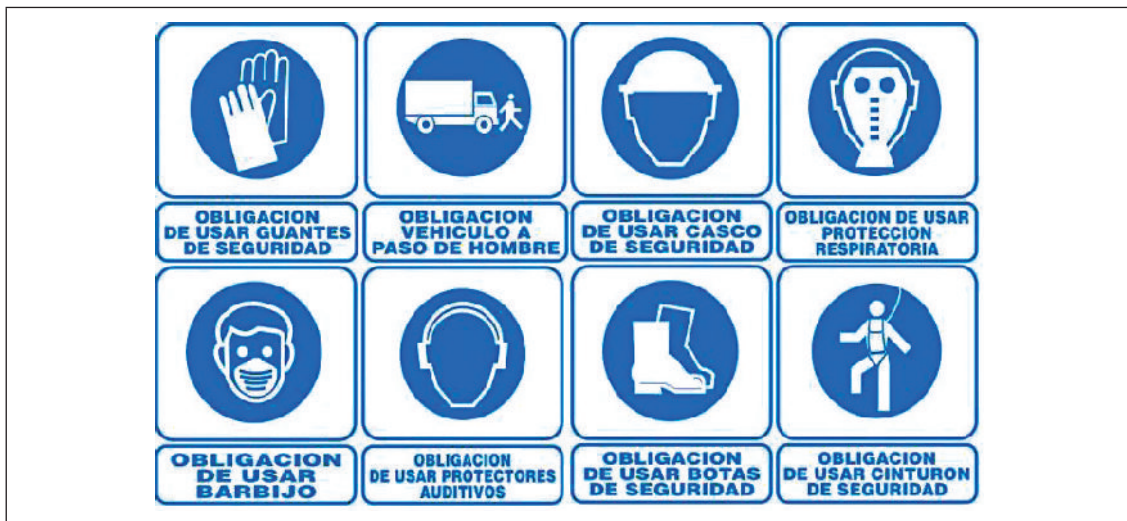 OBLIGACION
DE USAR GUANTES
DE SEGURIDAD
OBLIGACION
VEHICULO A
PASO DE HOMBRE
OBLIGACION
DE USAR CASCO
DE SEGURIDAD
OBLIGACION DE USAR
PROTECCION
RESPIRATORIA
OBLIGACION
DE USAR
BARBIJO
OBLIGACION
DE USAR PROTECTORES
AUDITIVOS
OBLIGACION
DE USAR BOTAS
DE SEGURIDAD
OBLIGACION
DE USAR CINTURON
DE SEGURIDAD